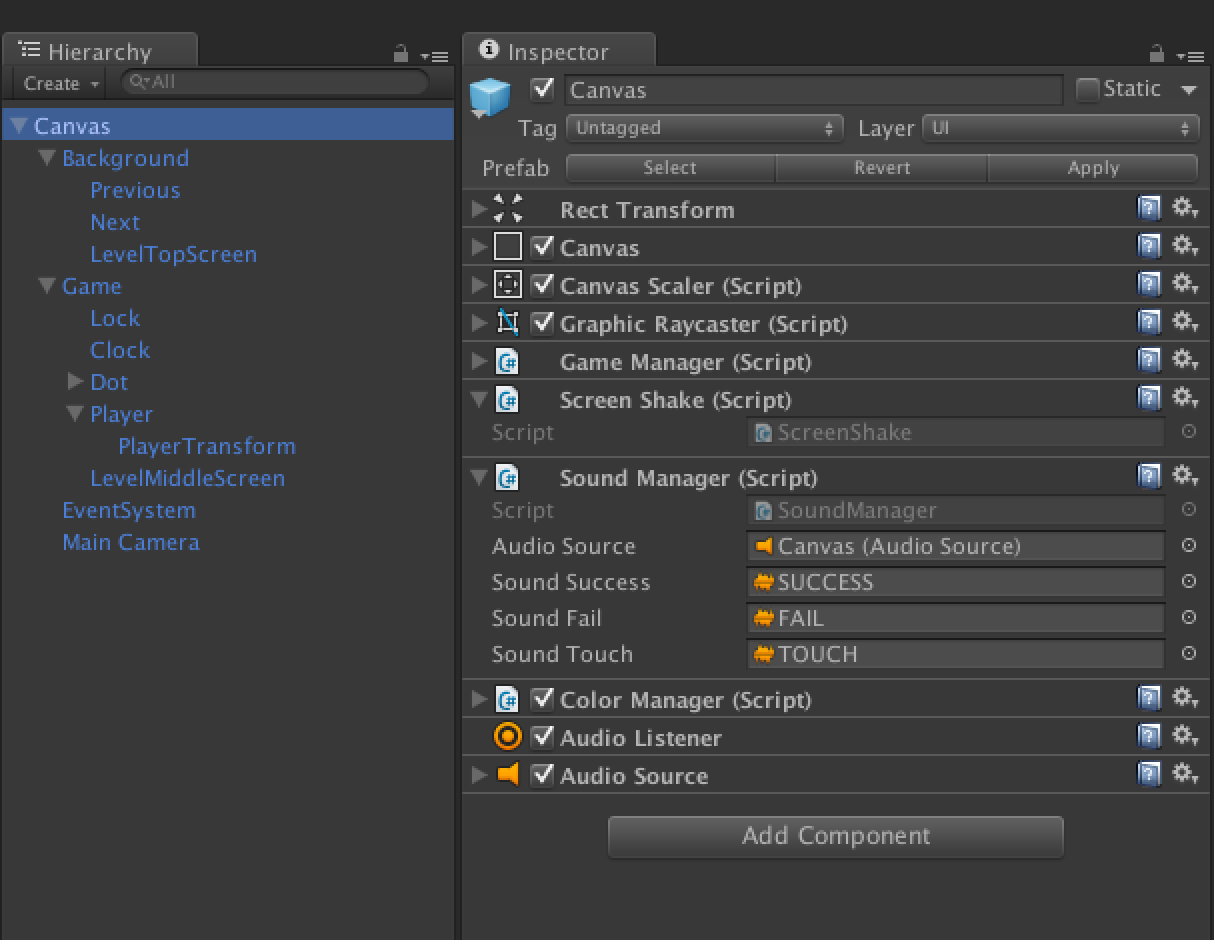 Hierarchy
Create
All
Canvas
Background
Previous
Next
LevelTopScreen
Game
Lock
Clock
Dot
Player
PlayerTransform
LevelMiddleScreen
EventSystem
Main Camera
Inspector
Canvas
Static
Tag Untagged Layer UI
Prefab Select Revert Apply
Rect Transform
Canvas
Canvas Scaler (Script)
Graphic Raycaster (Script)
Game Manager (Script)
Screen Shake (Script)
Script ScreenShake
Sound Manager (Script)
Script SoundManager
Audio Source Canvas (Audio Source)
Sound Success SUCCESS
Sound Fail FAIL
Sound Touch TOUCH
Color Manager (Script)
Audio Listener
Audio Source
Add Component